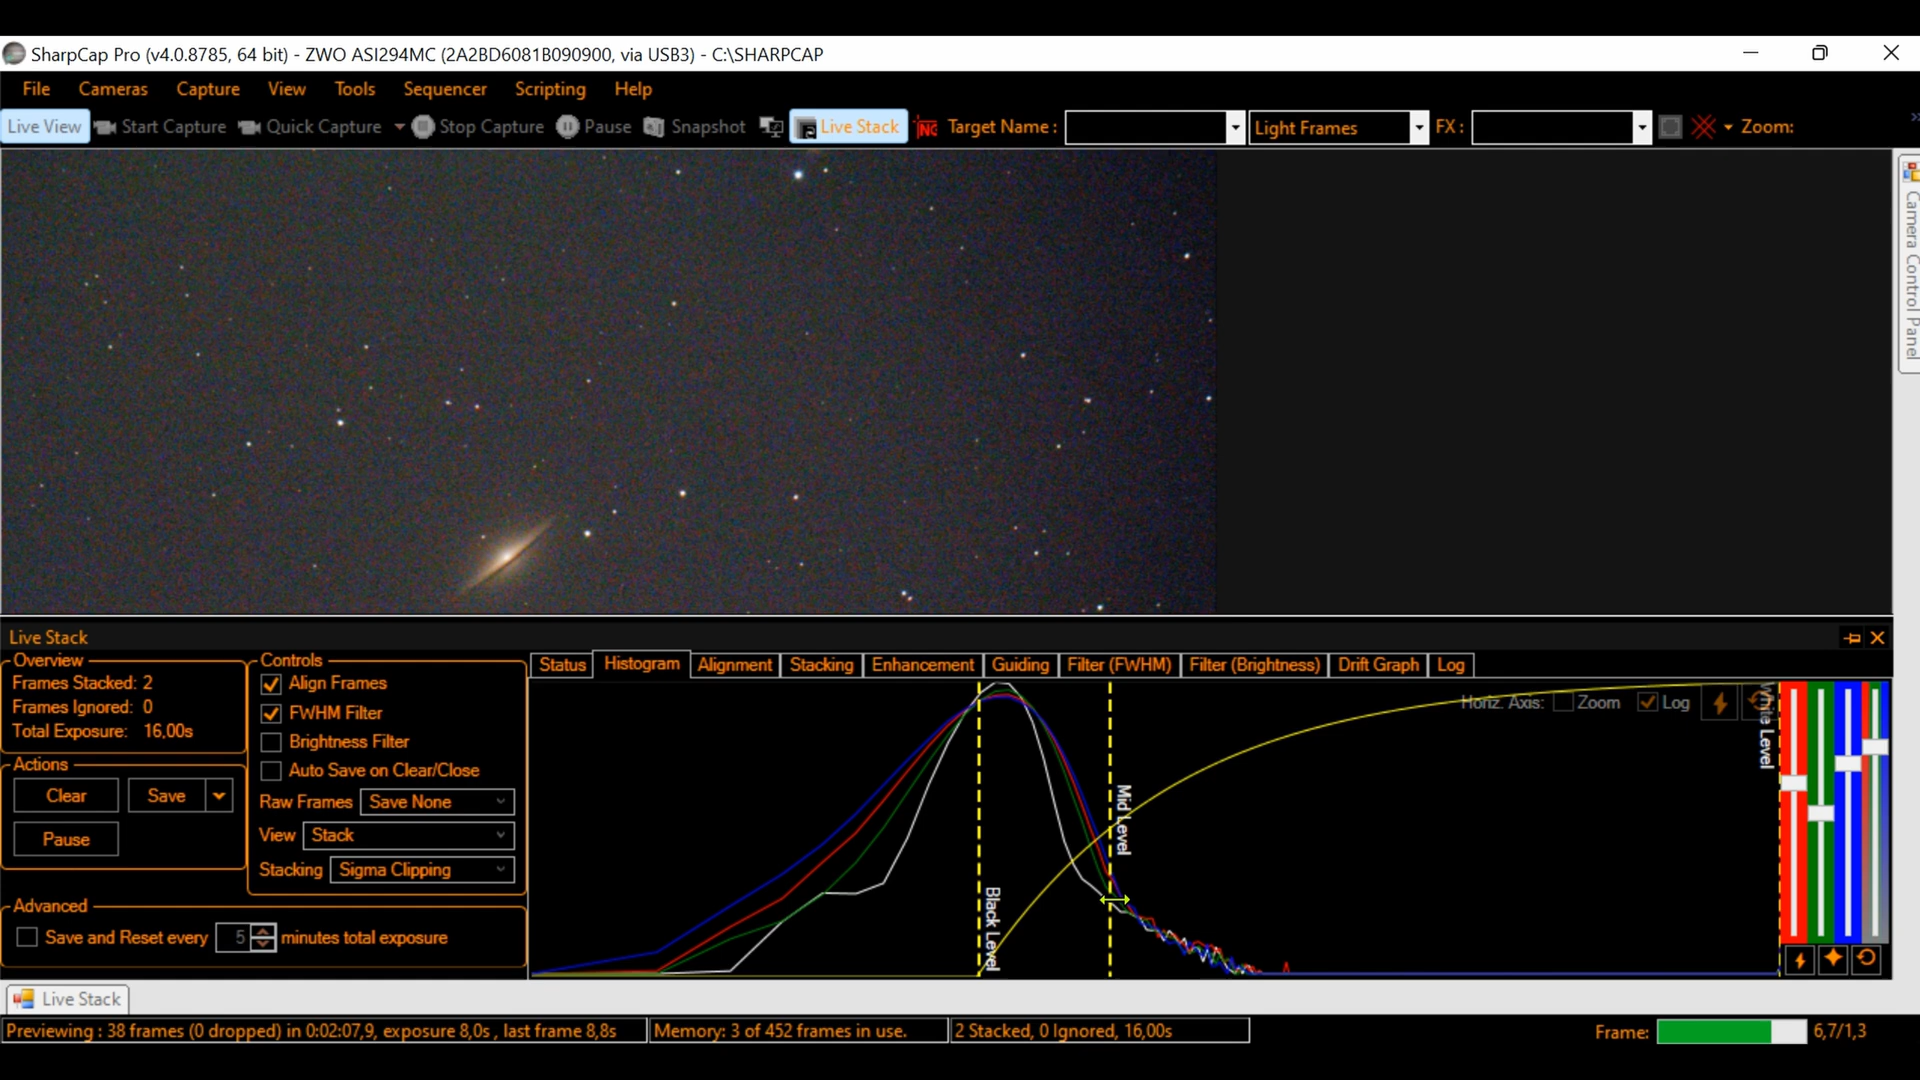 SharpCap Pro (v4.0.8785, 64 bit) - ZWO ASI294MC (2A2BD6081B090900, via USB3) - C:\SHARPCAP
File Cameras Capture View Tools Sequencer Scripting Help
Live View Start Capture Quick Capture Stop Capture Pause Snapshot Live Stack NC Target Name : Light Frames FX : Zoom:
Camera Control Panel
Live Stack
Overview
Frames Stacked: 2
Frames Ignored: 0
Total Exposure: 16,00s
Actions
Clear Save
Pause
Controls
Align Frames
FWHM Filter
Brightness Filter
Auto Save on Clear/Close
Raw Frames Save None
View Stack
Stacking Sigma Clipping
Advanced
Save and Reset every 5 minutes total exposure
Status Histogram Alignment Stacking Enhancement Guiding Filter (FWHM) Filter (Brightness) Drift Graph Log
Horiz. Axis: Zoom Log
Black Level
Mid Level
White Level
Live Stack
Previewing : 38 frames (0 dropped) in 0:02:07,9, exposure 8,0s , last frame 8,8s Memory: 3 of 452 frames in use. 2 Stacked, 0 Ignored, 16,00s Frame: 6,7/1,3